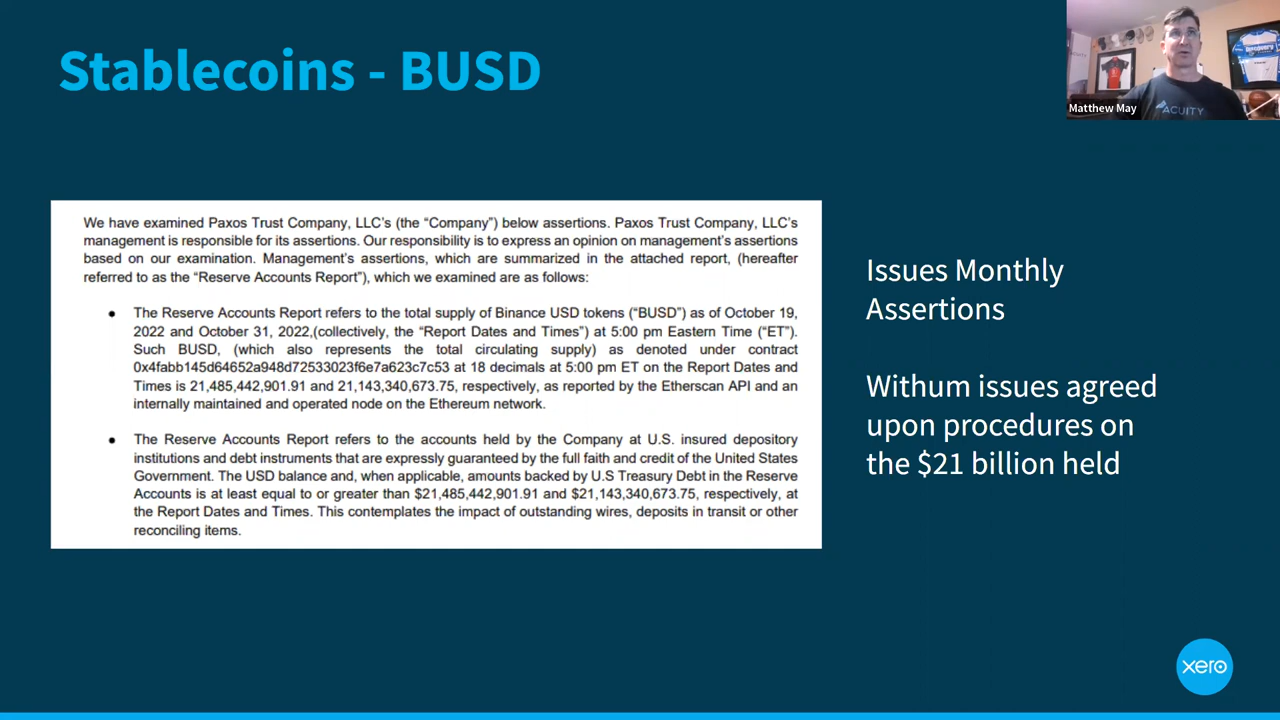 Stablecoins - BUSD
Discovery
ACUITY
Matthew May
We have examined Paxos Trust Company, LLC's (the “Company”) below assertions. Paxos Trust Company, LLC's
management is responsible for its assertions. Our responsibility is to express an opinion on management's assertions
based on our examination. Management's assertions, which are summarized in the attached report, (hereafter
referred to as the “Reserve Accounts Report”), which we examined are as follows:
● The Reserve Accounts Report refers to the total supply of Binance USD tokens (“BUSD”) as of October 19,
2022 and October 31, 2022,(collectively, the “Report Dates and Times”) at 5:00 pm Eastern Time (“ET”).
Such BUSD, (which also represents the total circulating supply) as denoted under contract
0x4fabb145d64652a948d72533023f6e7a623c7c53 at 18 decimals at 5:00 pm ET on the Report Dates and
Times is 21,485,442,901.91 and 21,143,340,673.75, respectively, as reported by the Etherscan API and an
internally maintained and operated node on the Ethereum network.
● The Reserve Accounts Report refers to the accounts held by the Company at U.S. insured depository
institutions and debt instruments that are expressly guaranteed by the full faith and credit of the United States
Government. The USD balance and, when applicable, amounts backed by U.S Treasury Debt in the Reserve
Accounts is at least equal to or greater than $21,485,442,901.91 and $21,143,340,673.75, respectively, at
the Report Dates and Times. This contemplates the impact of outstanding wires, deposits in transit or other
reconciling items.
Issues Monthly
Assertions
Withum issues agreed
upon procedures on
the $21 billion held
xero